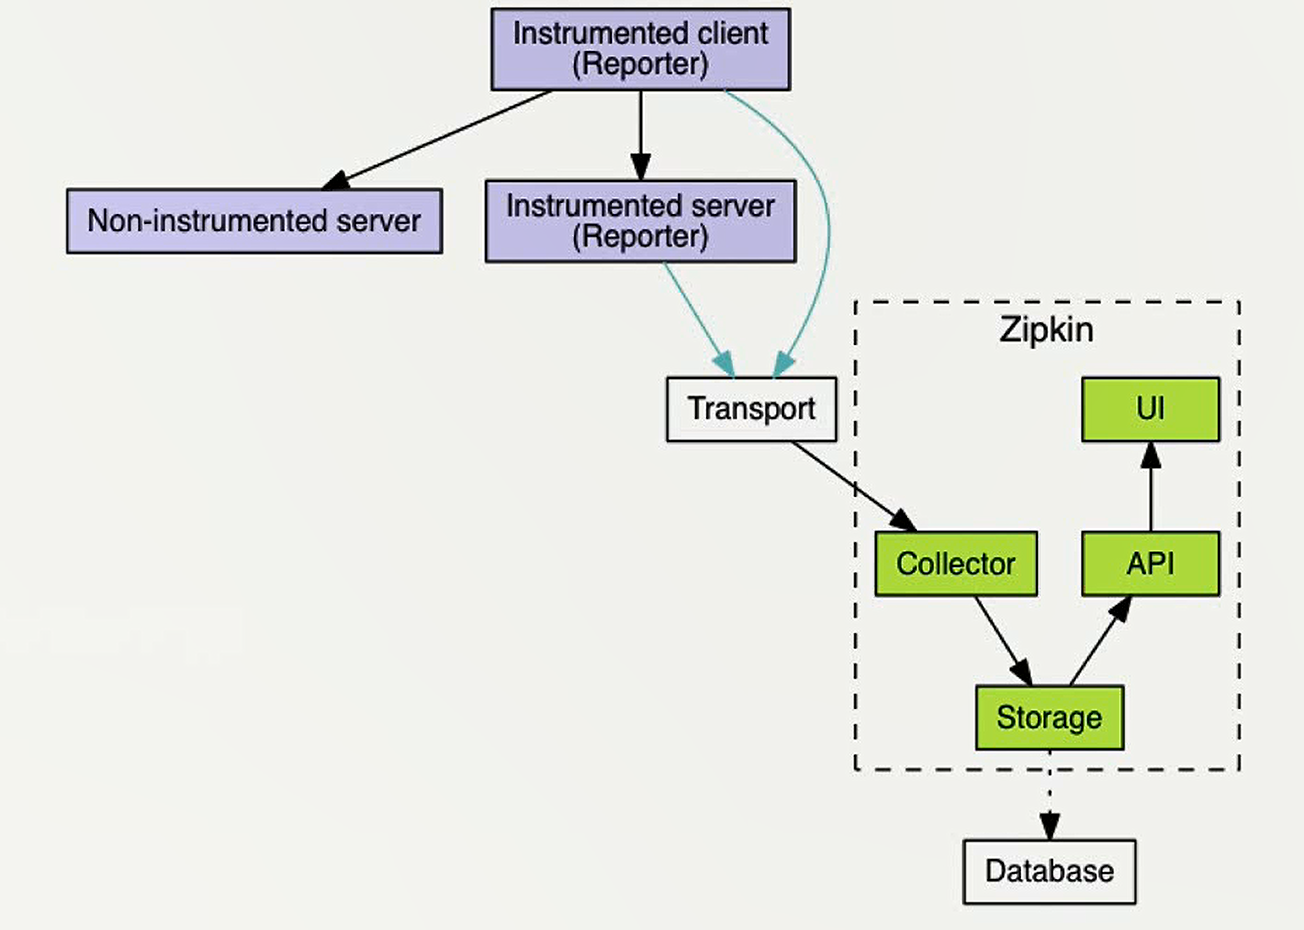 Instrumented client
(Reporter)
Non-instrumented server
Instrumented server
(Reporter)
Zipkin
Transport
UI
Collector
API
Storage
Database